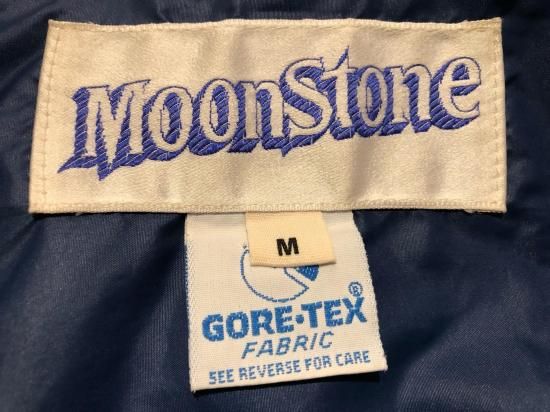 MoonStone
M
GORE-TEX®
FABRIC
SEE REVERSE FOR CARE